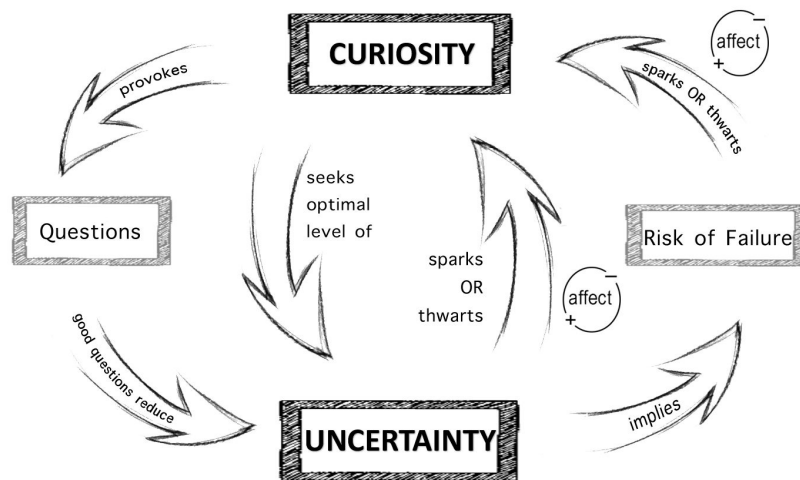 CURIOSITY
provokes
Questions
good questions reduce
UNCERTAINTY
seeks
optimal
level of
sparks
OR
thwarts
−
affect
+
implies
Risk of Failure
sparks OR thwarts
−
affect
+